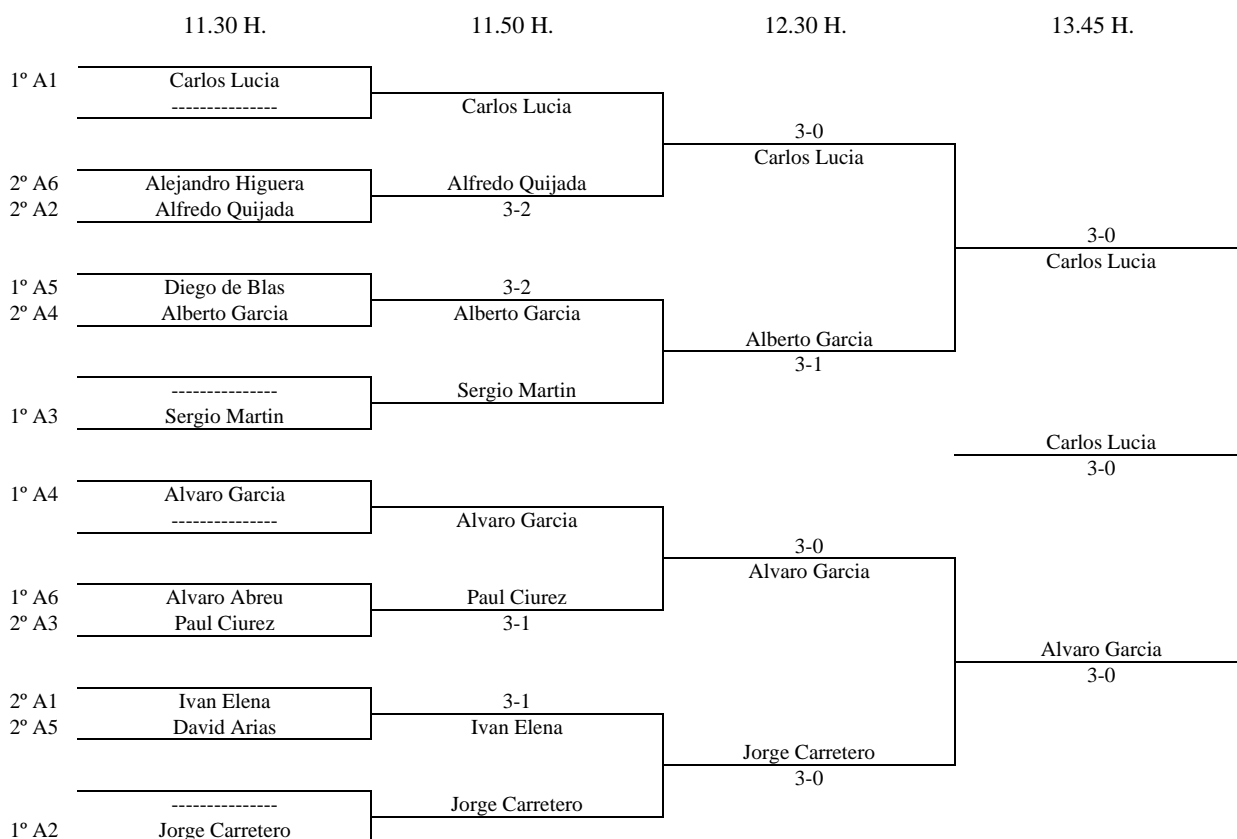 11.30 H. 11.50 H. 12.30 H. 13.45 H.
1º A1 Carlos Lucia
--------------- Carlos Lucia
3-0
Carlos Lucia
2º A6 Alejandro Higuera Alfredo Quijada
2º A2 Alfredo Quijada 3-2
3-0
Carlos Lucia
1º A5 Diego de Blas 3-2
2º A4 Alberto Garcia Alberto Garcia
Alberto Garcia
3-1
--------------- Sergio Martin
1º A3 Sergio Martin
Carlos Lucia
3-0
1º A4 Alvaro Garcia
--------------- Alvaro Garcia
3-0
Alvaro Garcia
1º A6 Alvaro Abreu Paul Ciurez
2º A3 Paul Ciurez 3-1
Alvaro Garcia
3-0
2º A1 Ivan Elena 3-1
2º A5 David Arias Ivan Elena
Jorge Carretero
3-0
--------------- Jorge Carretero
1º A2 Jorge Carretero